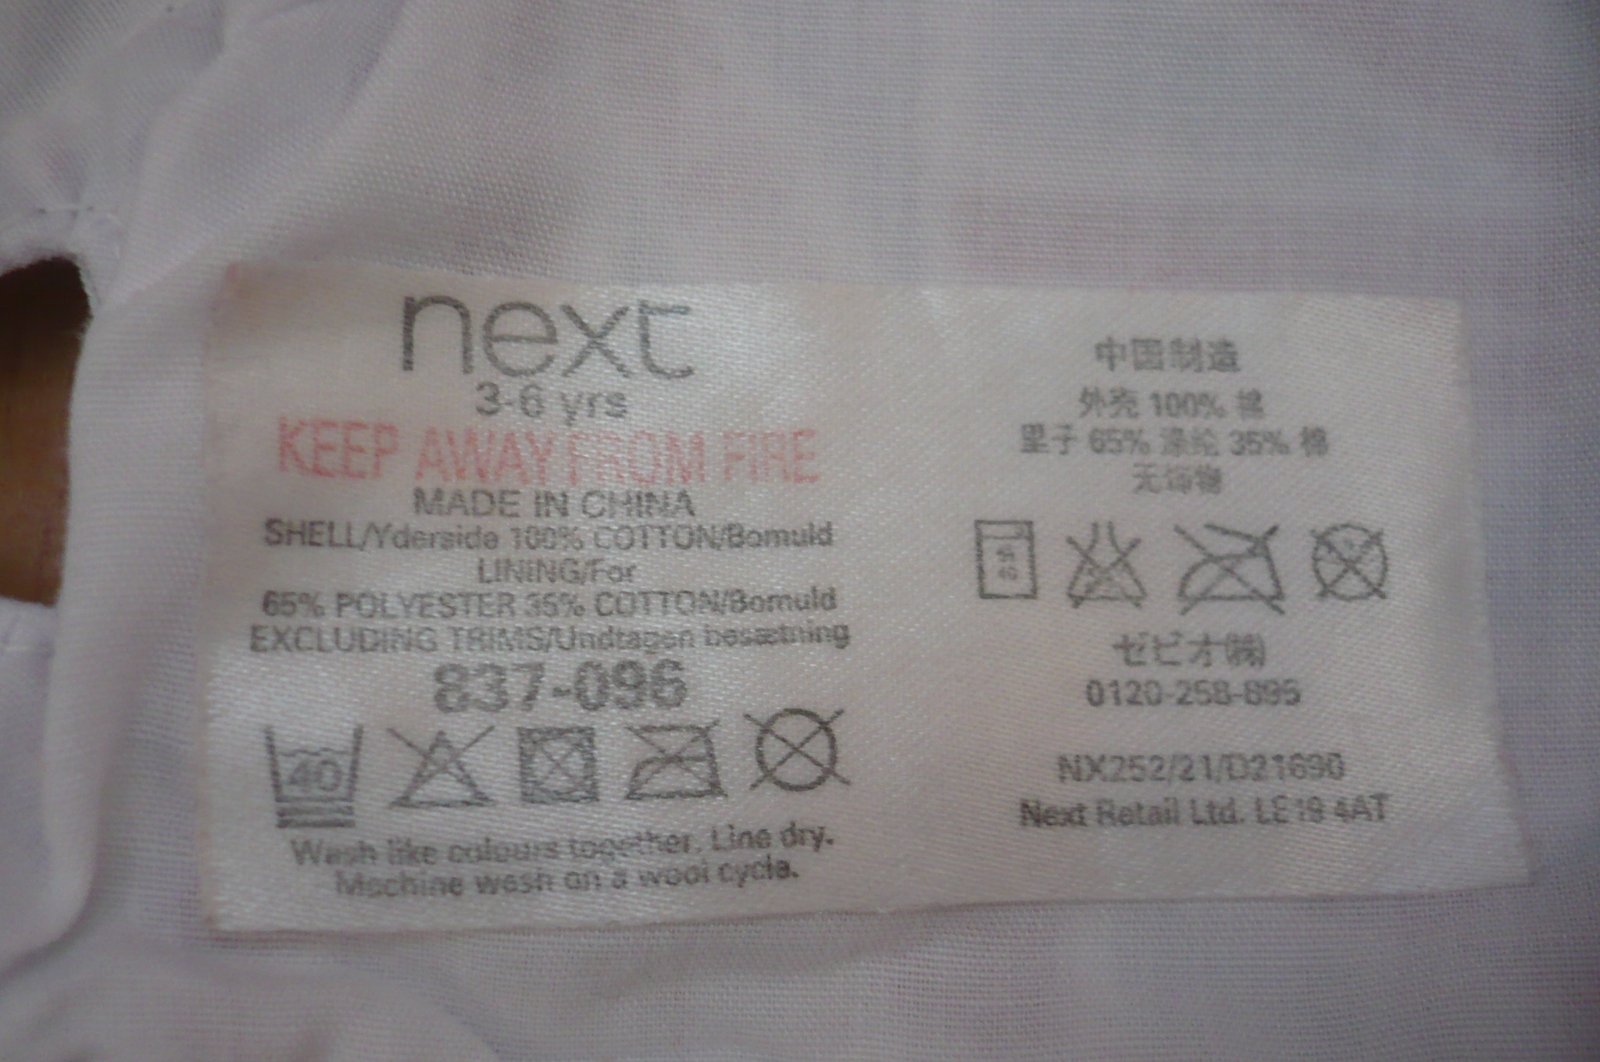 next
3-6 yrs
KEEP AWAY FROM FIRE
MADE IN CHINA
SHELL/Yderside 100% COTTON/Bomuld
LINING/For
65% POLYESTER 35% COTTON/Bomuld
EXCLUDING TRIMS/Undtagen besætning
837-096
40
Wash like colours together. Line dry.
Machine wash on a wool cycle.
中国制造
外壳 100% 棉
里子 65% 涤纶 35% 棉
无饰物
40
ゼビオ(株)
0120-258-895
NX252/21/D21690
Next Retail Ltd. LE19 4AT